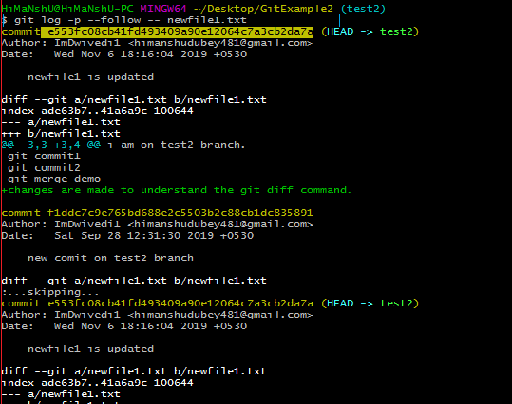 HiMaNshU@HiMaNshU-PC MINGW64 ~/Desktop/GitExample2 (test2)
$ git log -p --follow -- newfile1.txt
commit e553fc08cb41fd493409a90e12064c7a3cb2da7a (HEAD -> test2)
Author: ImDwivedi1 <himanshudubey481@gmail.com>
Date:   Wed Nov 6 18:16:04 2019 +0530
newfile1 is updated
diff --git a/newfile1.txt b/newfile1.txt
index ade63b7..41a6a9c 100644
--- a/newfile1.txt
+++ b/newfile1.txt
@@ -3,3 +3,4 @@ i am on test2 branch.
git commit1
git commit2
git merge demo
+changes are made to understand the git diff command.
commit f1ddc7c9e765bd688e2c5503b2c88cb1dc835891
Author: ImDwivedi1 <himanshudubey481@gmail.com>
Date:   Sat Sep 28 12:31:30 2019 +0530
new comit on test2 branch
diff --git a/newfile1.txt b/newfile1.txt
:...skipping...
commit e553fc08cb41fd493409a90e12064c7a3cb2da7a (HEAD -> test2)
Author: ImDwivedi1 <himanshudubey481@gmail.com>
Date:   Wed Nov 6 18:16:04 2019 +0530
newfile1 is updated
diff --git a/newfile1.txt b/newfile1.txt
index ade63b7..41a6a9c 100644
--- a/newfile1.txt
+++ b/newfile1.txt